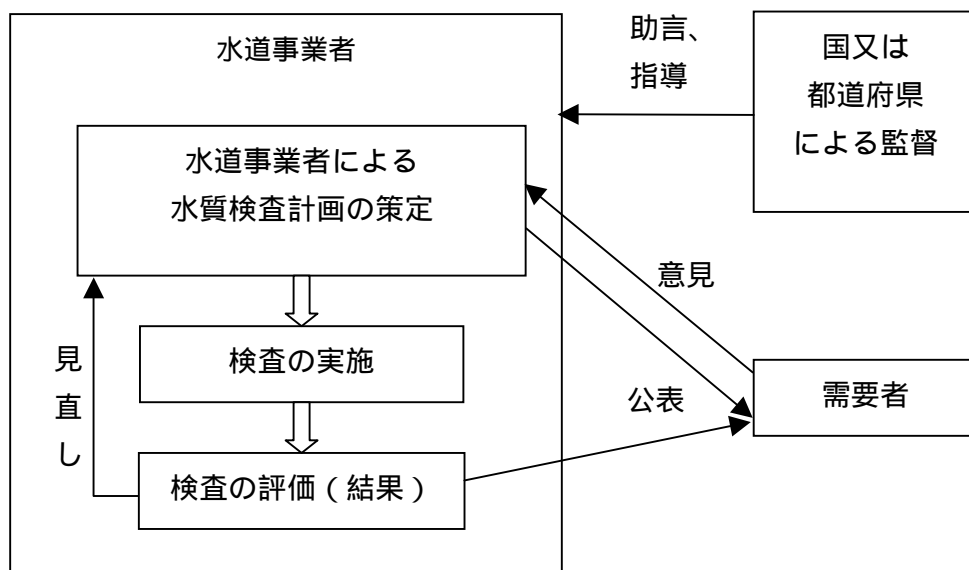 水道事業者
助言、
指導
国又は
都道府県
による監督
水道事業者による
水質検査計画の策定
意見
検査の実施
見直し
公表
需要者
検査の評価(結果)